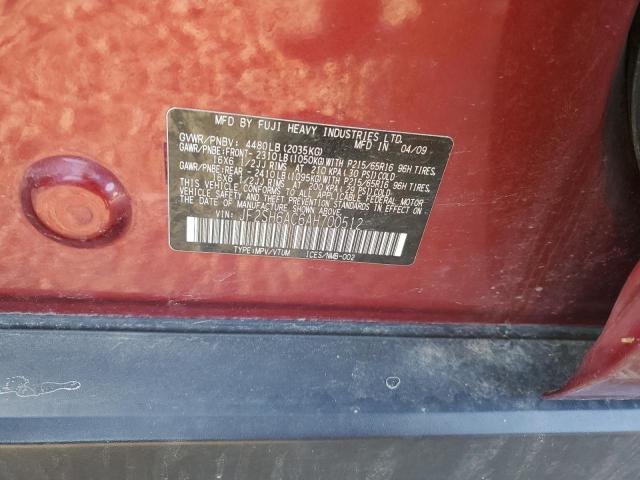 MFD BY FUJI HEAVY INDUSTRIES LTD.
GVWR/PNBV: 4480LB(2035KG) MFD IN 04/09
GAWR/PNBE:FRONT- 2310LB(1050KG)WITH P215/65R16 96H TIRES,
16X6 1/2JJ RIMS, AT 210 KPA(30 PSI)COLD
GAWR/PNBE:REAR - 2410LB(1095KG)WITH P215/65R16 96H TIRES,
16X6 1/2JJ RIMS, AT 200 KPA(29 PSI)COLD
THIS VEHICLE CONFORMS TO ALL APPLICABLE FEDERAL MOTOR
VEHICLE SAFETY AND THEFT PREVENTION STANDARDS IN EFFECT
ON THE DATE OF MANUFACTURE SHOWN ABOVE.
VIN: JF2SH6AC6AH700512
TYPE:MPV/VTUM ICES/NMB-002